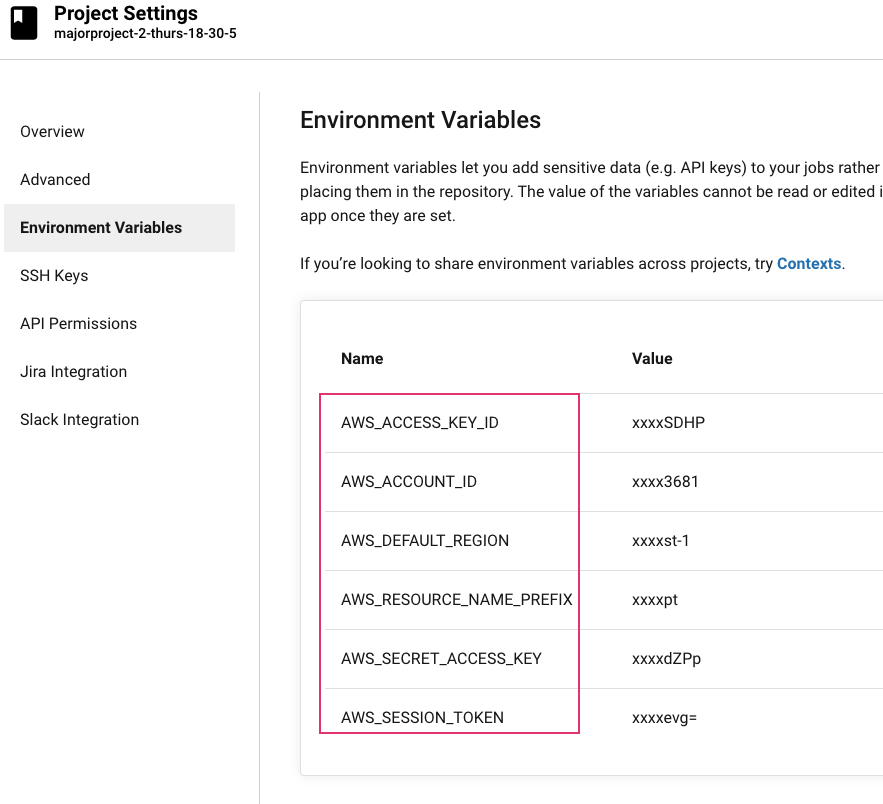 Project Settings
majorproject-2-thurs-18-30-5
Overview
Advanced
Environment Variables
SSH Keys
API Permissions
Jira Integration
Slack Integration
Environment Variables
Environment variables let you add sensitive data (e.g. API keys) to your jobs rather
placing them in the repository. The value of the variables cannot be read or edited i
app once they are set.
If you’re looking to share environment variables across projects, try Contexts.
Name Value
AWS_ACCESS_KEY_ID xxxxSDHP
AWS_ACCOUNT_ID xxxx3681
AWS_DEFAULT_REGION xxxxst-1
AWS_RESOURCE_NAME_PREFIX xxxxpt
AWS_SECRET_ACCESS_KEY xxxxdZPp
AWS_SESSION_TOKEN xxxxevg=